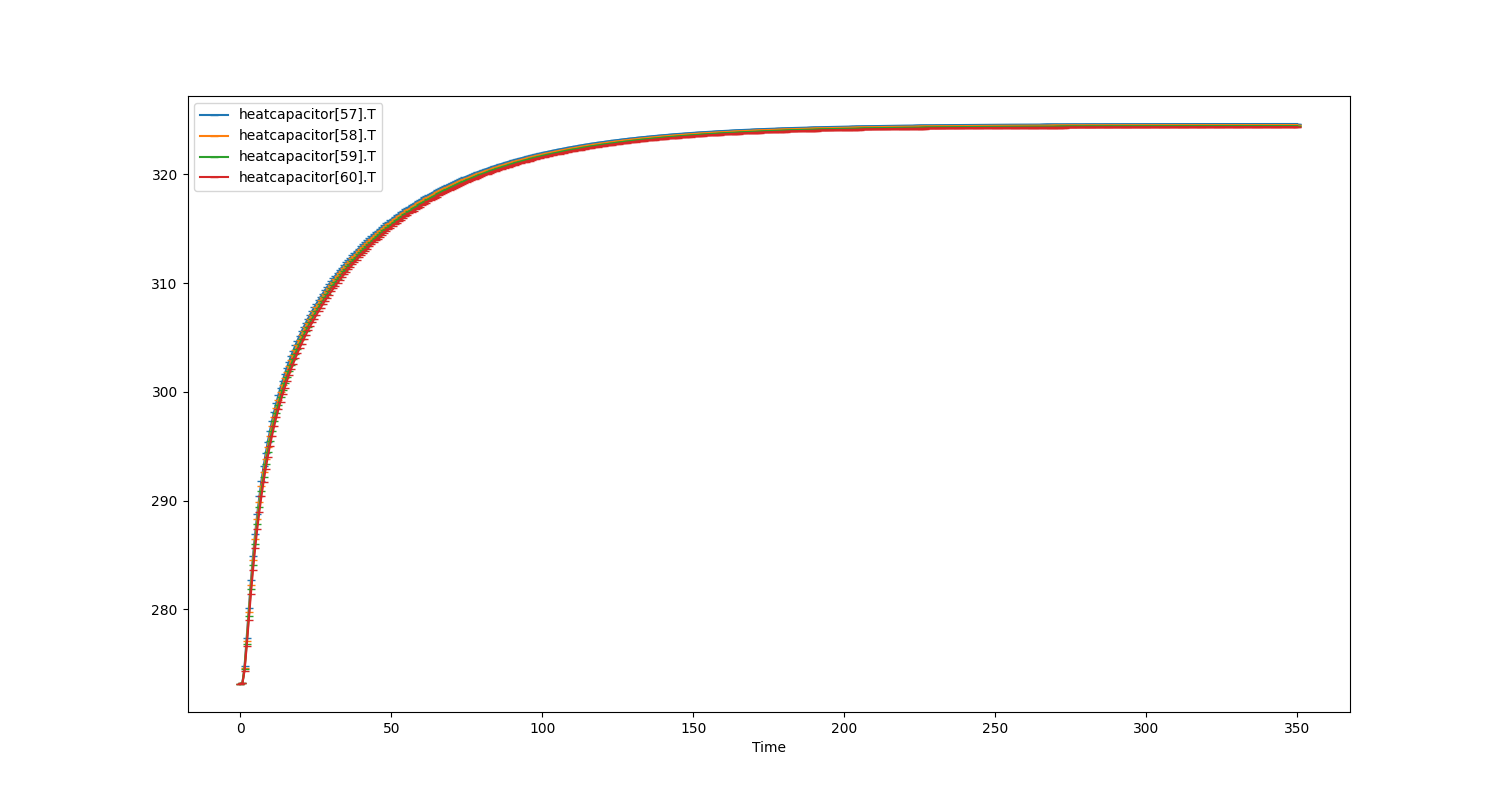 heatcapacitor[57].T
heatcapacitor[58].T
heatcapacitor[59].T
heatcapacitor[60].T
320
310
300
290
280
0 50 100 150 200 250 300 350
Time